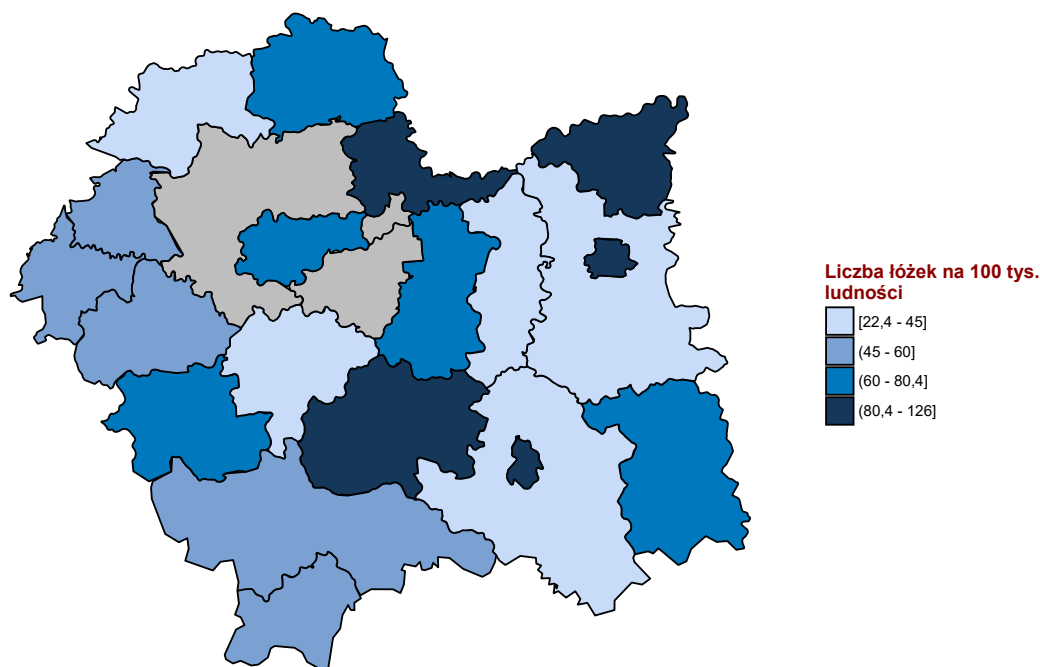 Liczba łóżek na 100 tys.
ludności
[22,4 - 45]
(45 - 60]
(60 - 80,4]
(80,4 - 126]